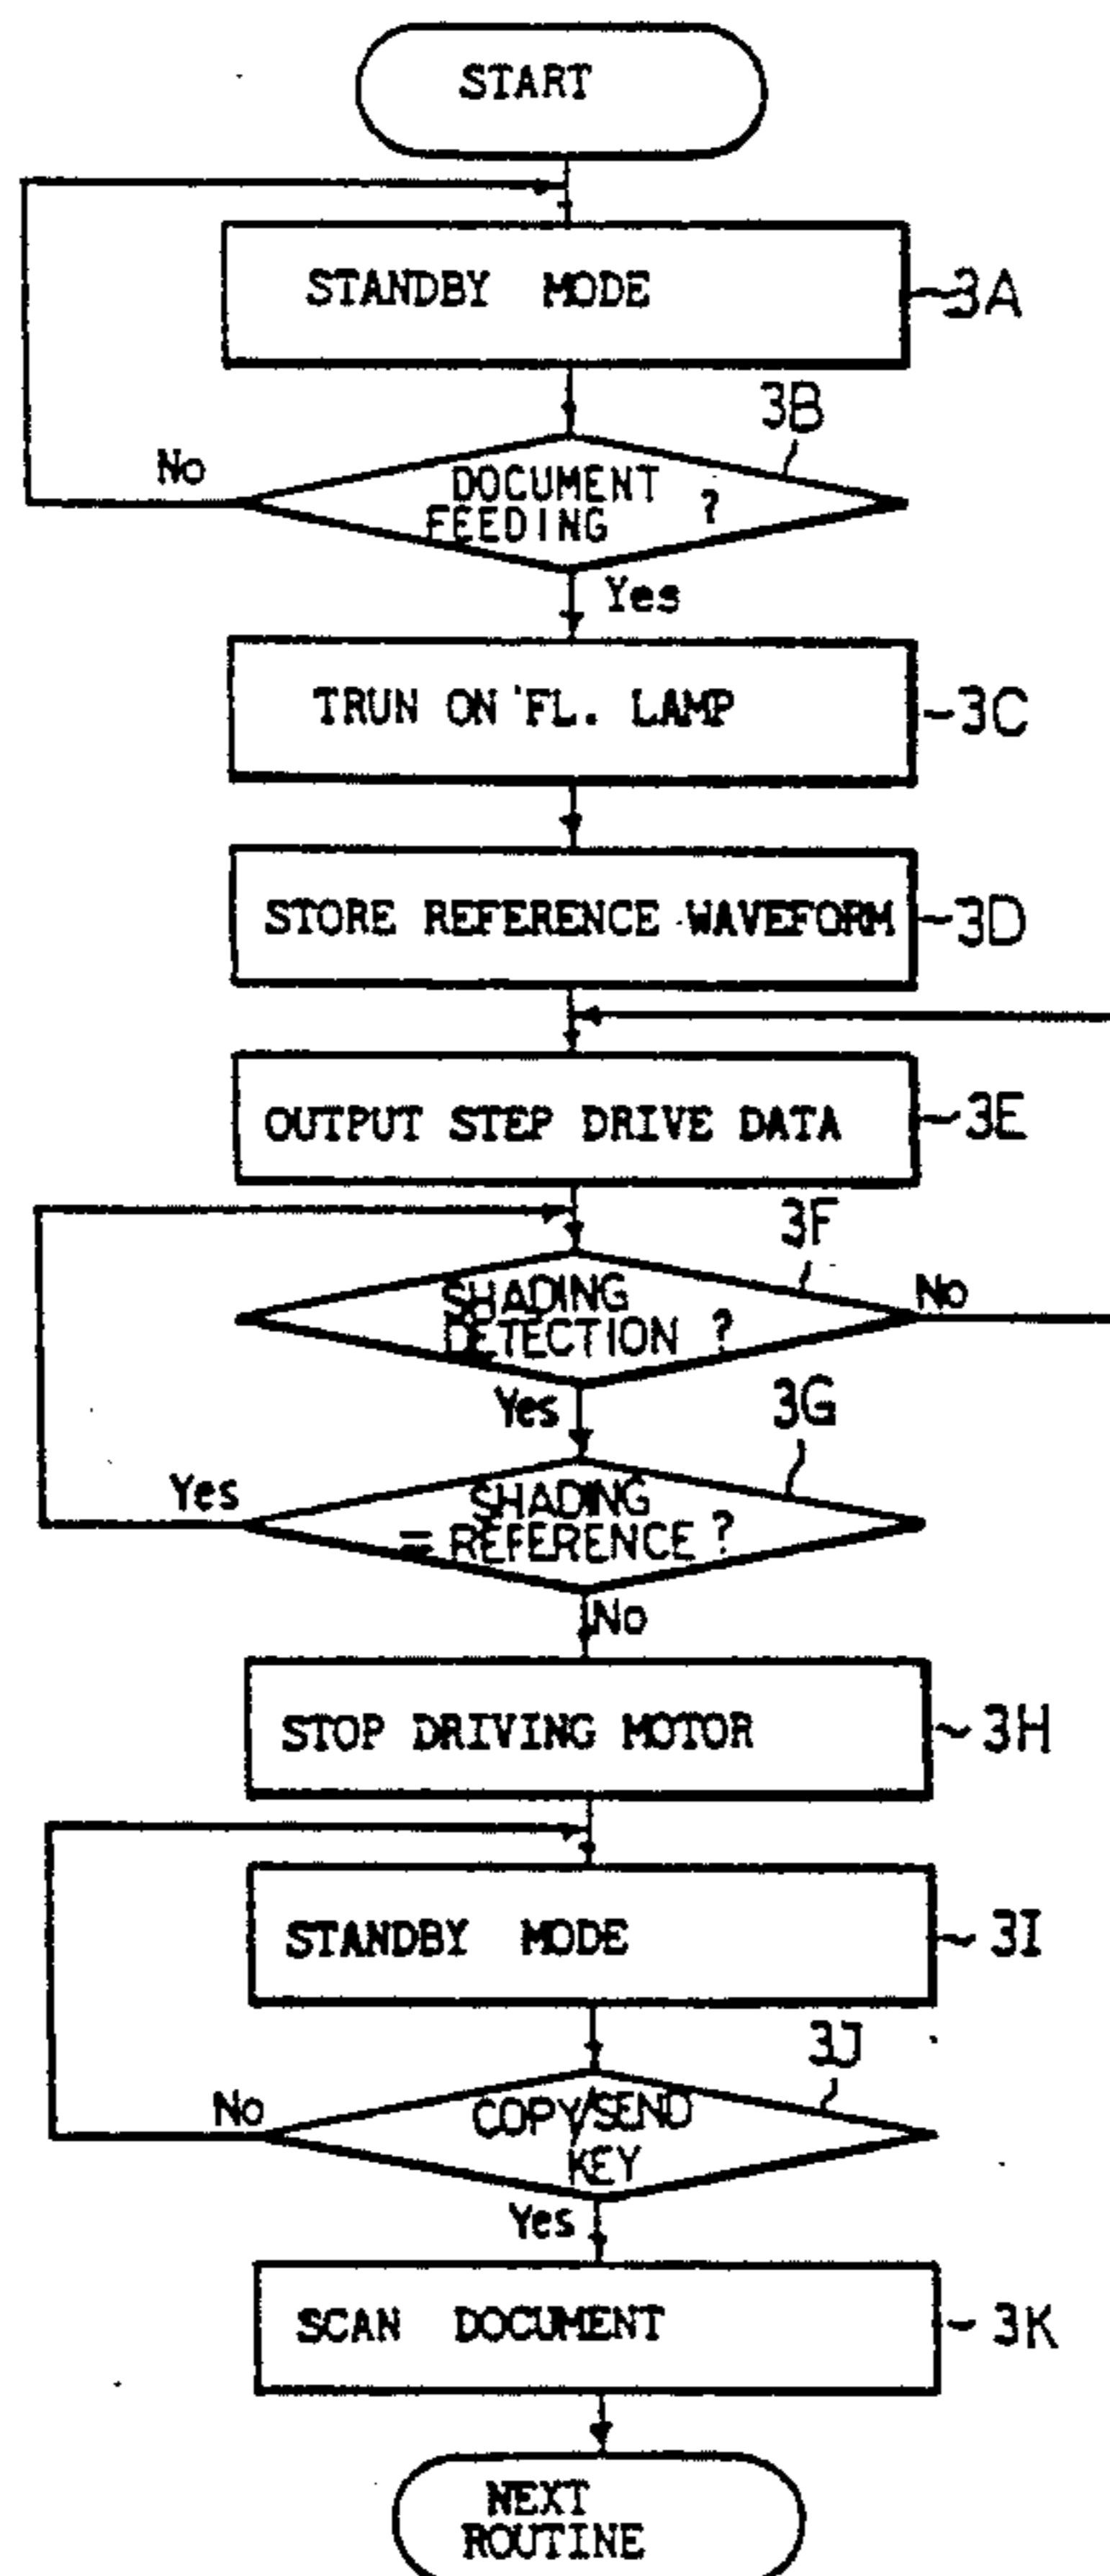 START
STANDBY MODE
3A
3B
No
DOCUMENT
FEEDING ?
Yes
TRUN ON FL. LAMP
3C
STORE REFERENCE WAVEFORM
3D
OUTPUT STEP DRIVE DATA
3E
3F
SHADING
DETECTION ?
No
Yes
3G
Yes
SHADING
= REFERENCE ?
No
STOP DRIVING MOTOR
3H
STANDBY MODE
3I
3J
No
COPY/SEND
KEY
Yes
SCAN DOCUMENT
3K
NEXT
ROUTINE